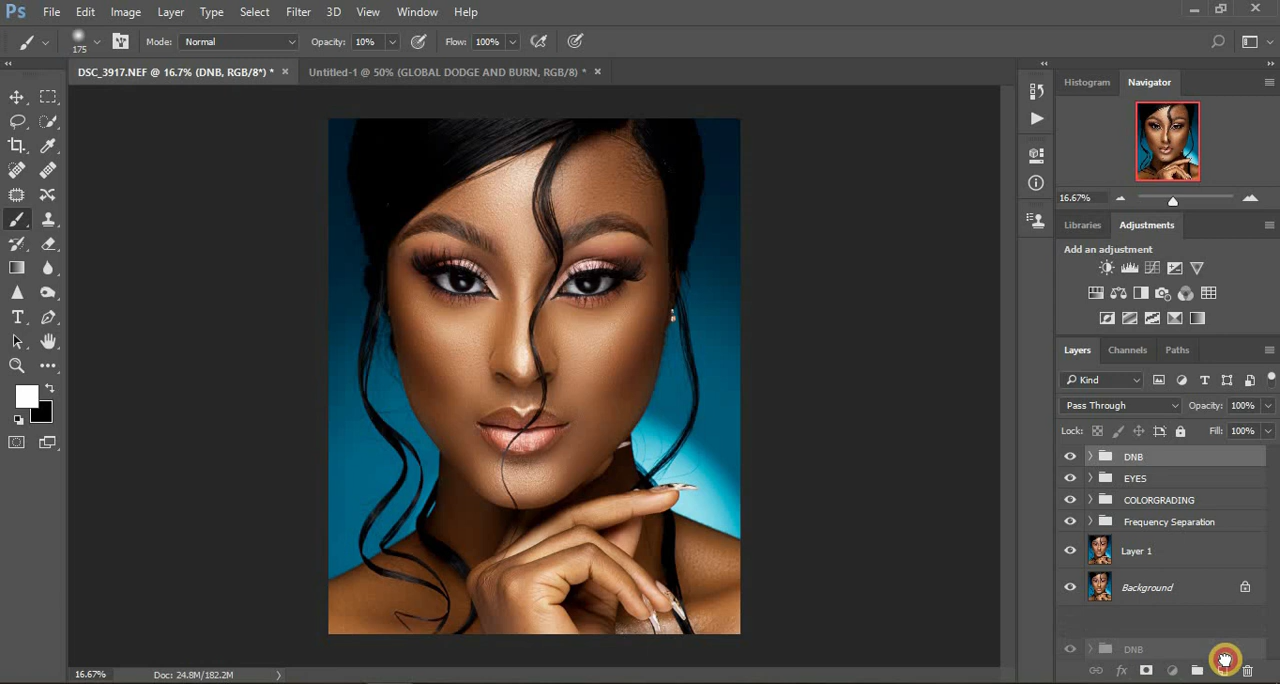 Ps File Edit Image Layer Type Select Filter 3D View Window Help
175 Mode: Normal Opacity: 10% Flow: 100%
DSC_3917.NEF @ 16.7% (DNB, RGB/8*) * × Untitled-1 @ 50% (GLOBAL DODGE AND BURN, RGB/8) * ×
Histogram Navigator
16.67%
Libraries Adjustments
Add an adjustment
Layers Channels Paths
Kind
Pass Through Opacity: 100%
Lock: Fill: 100%
DNB
EYES
COLORGRADING
Frequency Separation
Layer 1
Background
DNB
fx
16.67% Doc: 24.8M/182.2M